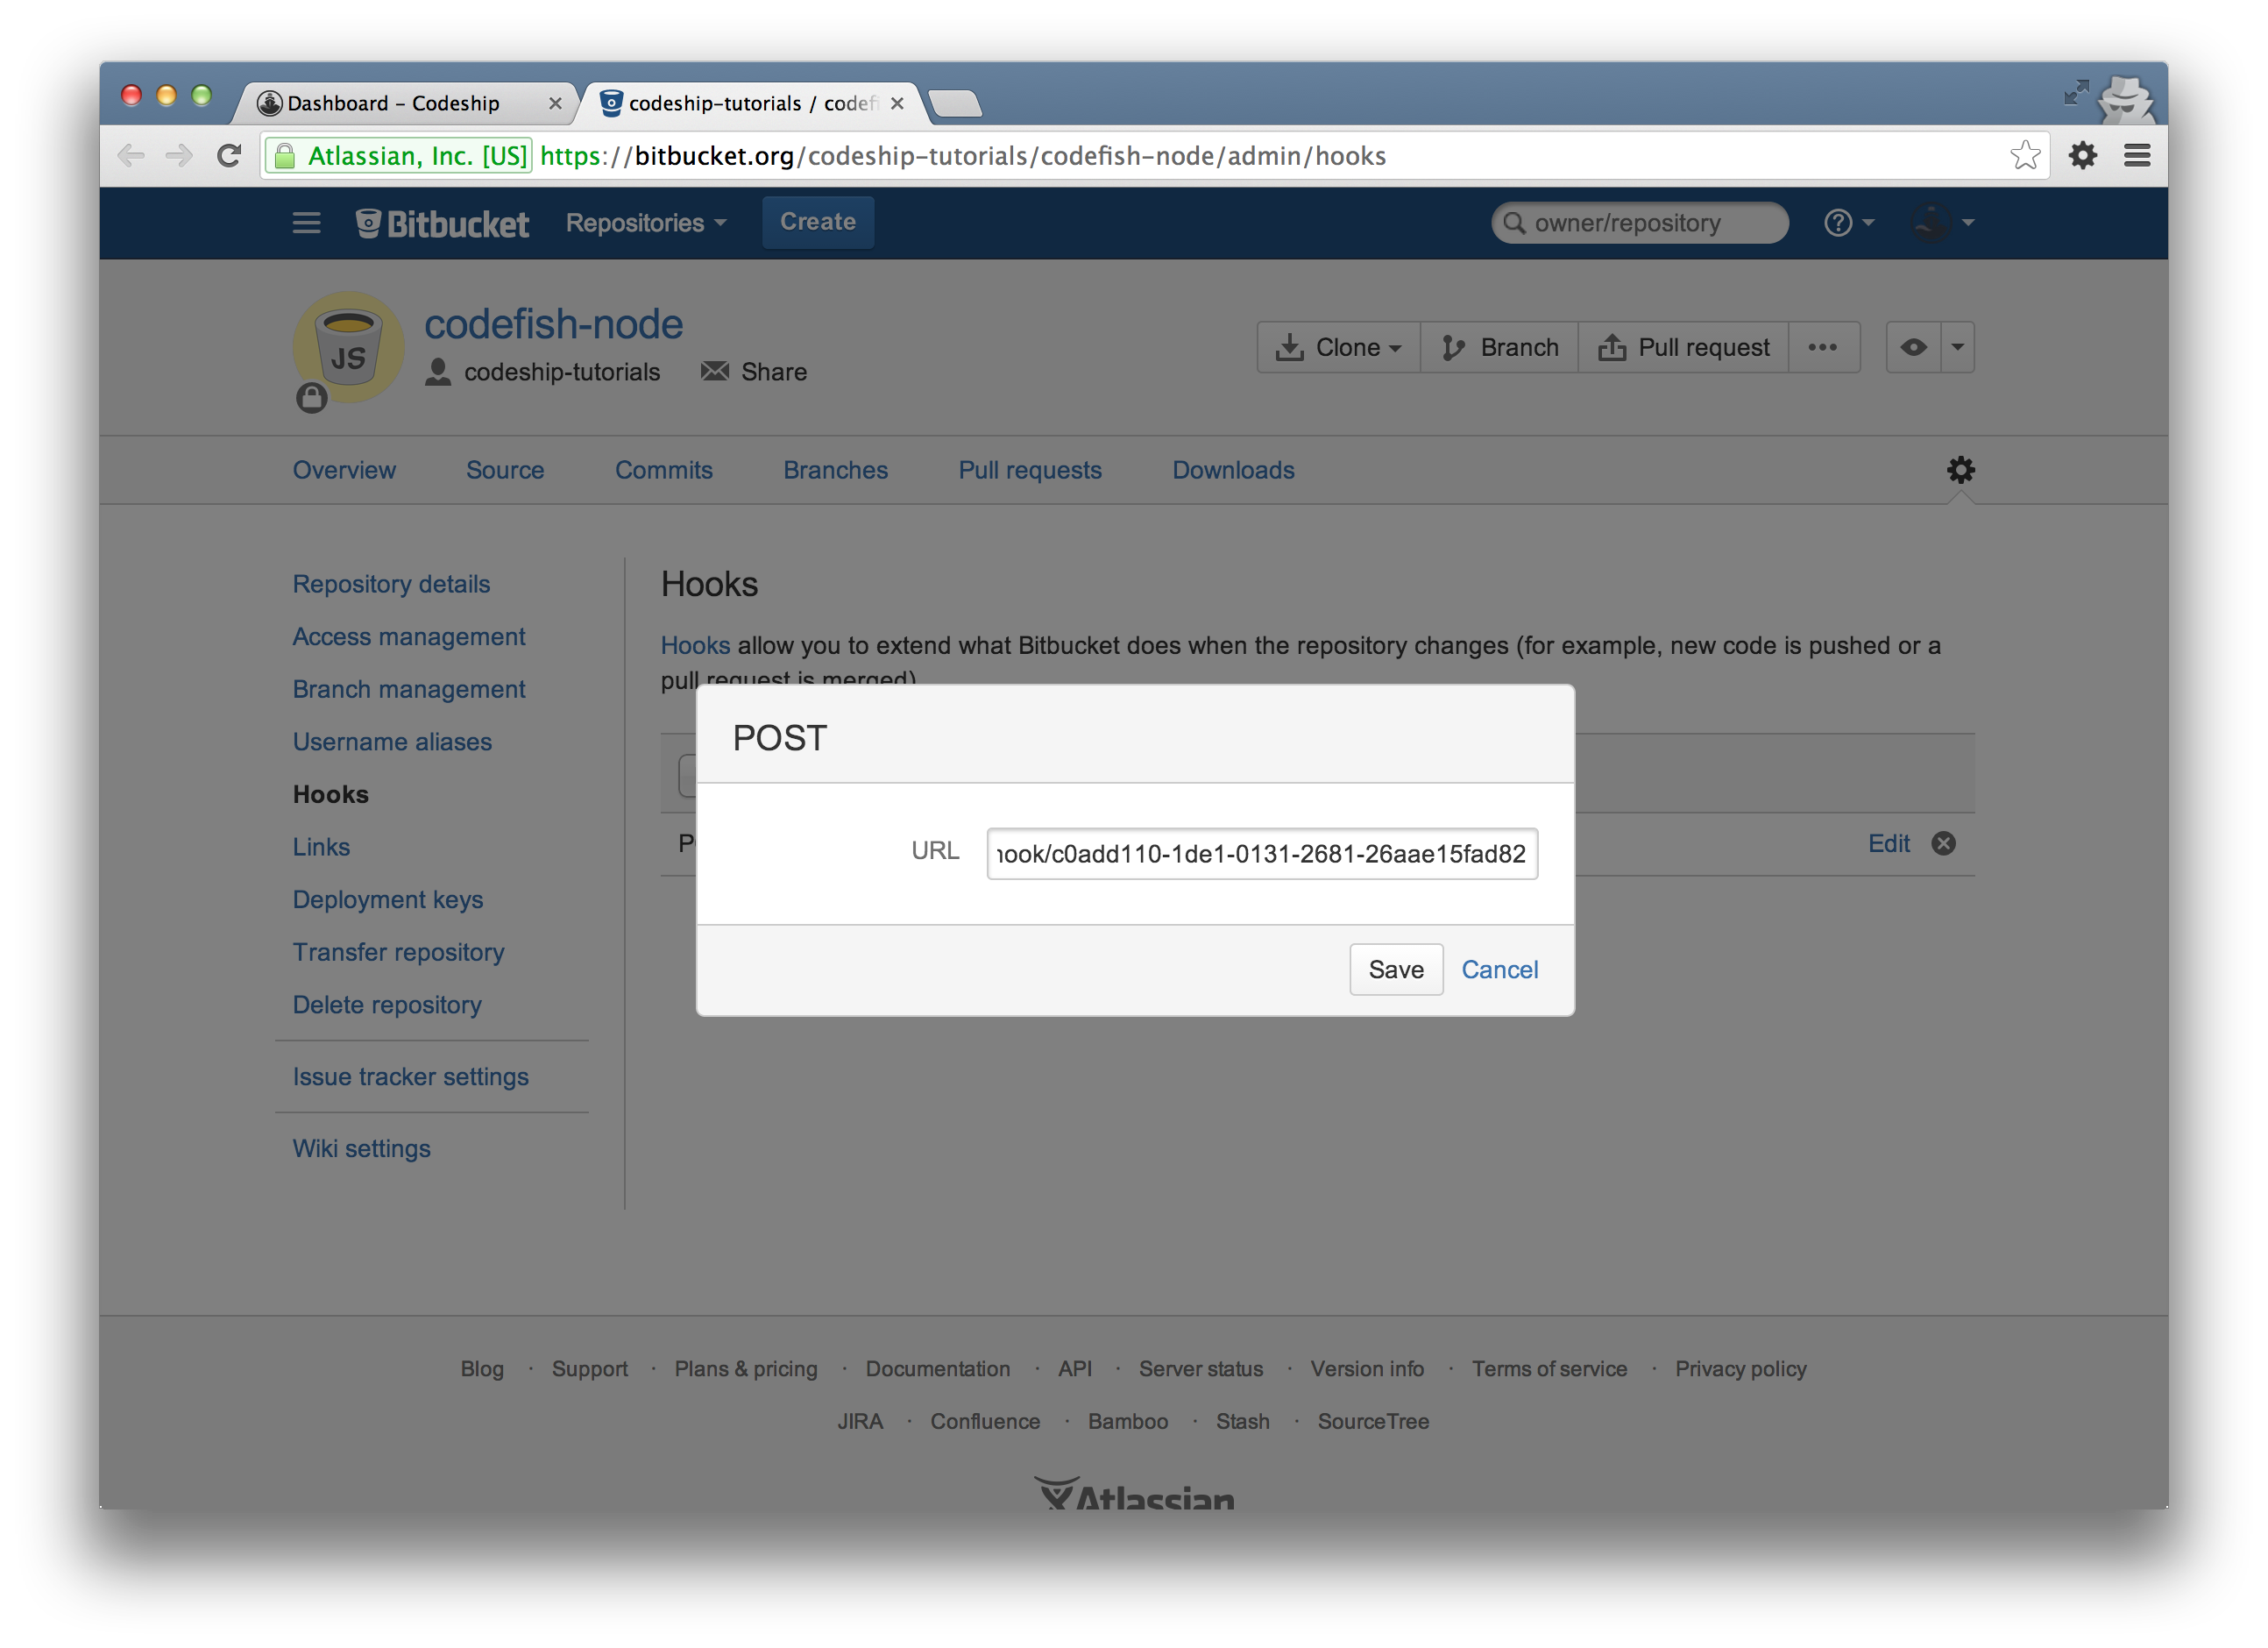 Dashboard – Codeship
codeship-tutorials / codef
Atlassian, Inc. [US] https://bitbucket.org/codeship-tutorials/codefish-node/admin/hooks
Bitbucket Repositories Create owner/repository
JS
codefish-node
codeship-tutorials Share
Clone Branch Pull request
Overview Source Commits Branches Pull requests Downloads
Repository details
Access management
Branch management
Username aliases
Hooks
Links
Deployment keys
Transfer repository
Delete repository
Issue tracker settings
Wiki settings
Hooks
Hooks allow you to extend what Bitbucket does when the repository changes (for example, new code is pushed or a
pull request is merged)
POST
URL hook/c0add110-1de1-0131-2681-26aae15fad82
Edit
Save Cancel
Blog · Support · Plans & pricing · Documentation · API · Server status · Version info · Terms of service · Privacy policy
JIRA · Confluence · Bamboo · Stash · SourceTree
Atlassian